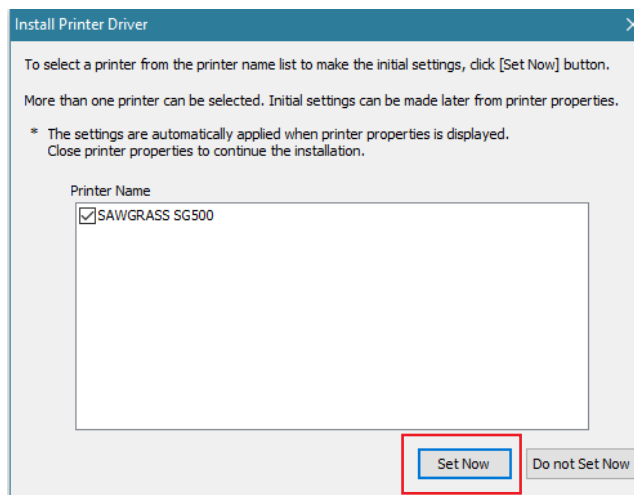 Install Printer Driver
To select a printer from the printer name list to make the initial settings, click [Set Now] button.
More than one printer can be selected. Initial settings can be made later from printer properties.
* The settings are automatically applied when printer properties is displayed.
Close printer properties to continue the installation.
Printer Name
SAWGRASS SG500
Set Now
Do not Set Now